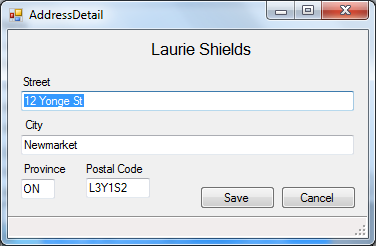 AddressDetail
Laurie Shields
Street
12 Yonge St
City
Newmarket
Province Postal Code
ON L3Y1S2
Save Cancel